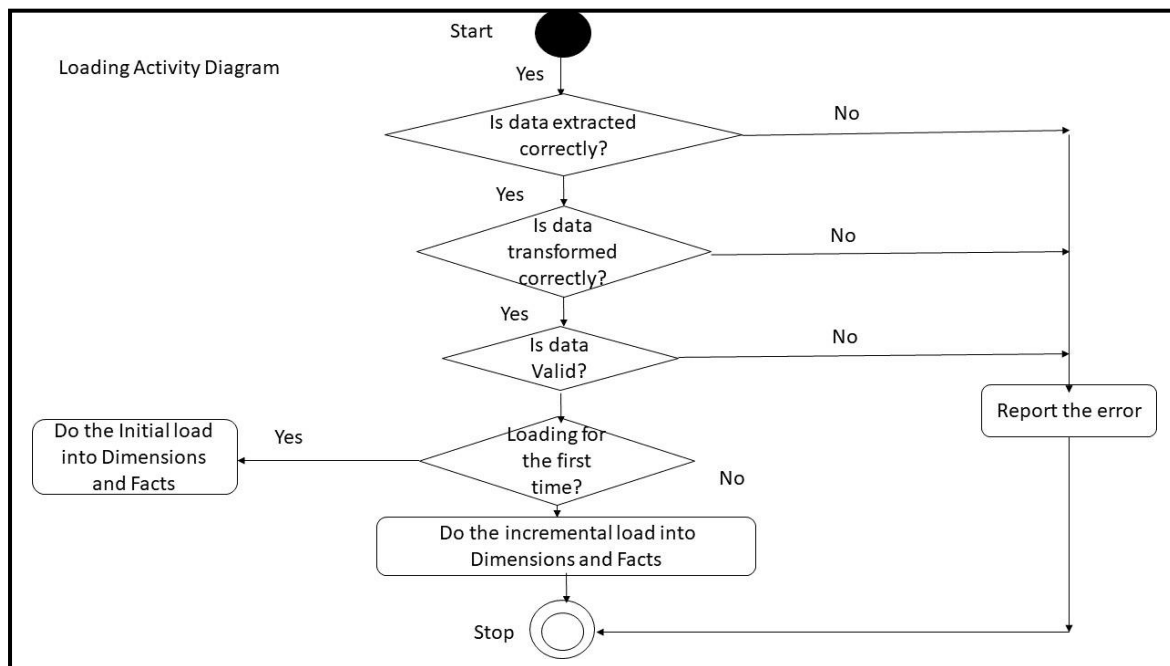 Start
Loading Activity Diagram
Yes
Is data extracted
correctly?
No
Yes
Is data
transformed
correctly?
No
Yes
Is data
Valid?
No
Report the error
Do the Initial load
into Dimensions
and Facts
Yes
Loading for
the first
time?
No
Do the incremental load into
Dimensions and Facts
Stop